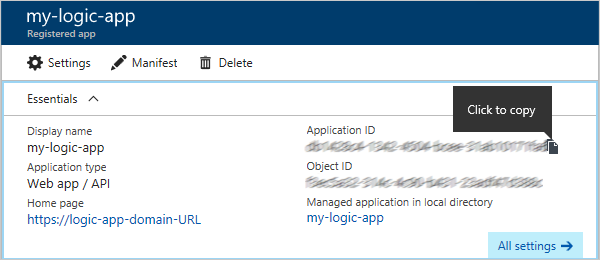 my-logic-app
Registered app
Settings
Manifest
Delete
Essentials
Click to copy
Display name
my-logic-app
Application type
Web app / API
Home page
https://logic-app-domain-URL
Application ID
Object ID
Managed application in local directory
my-logic-app
All settings